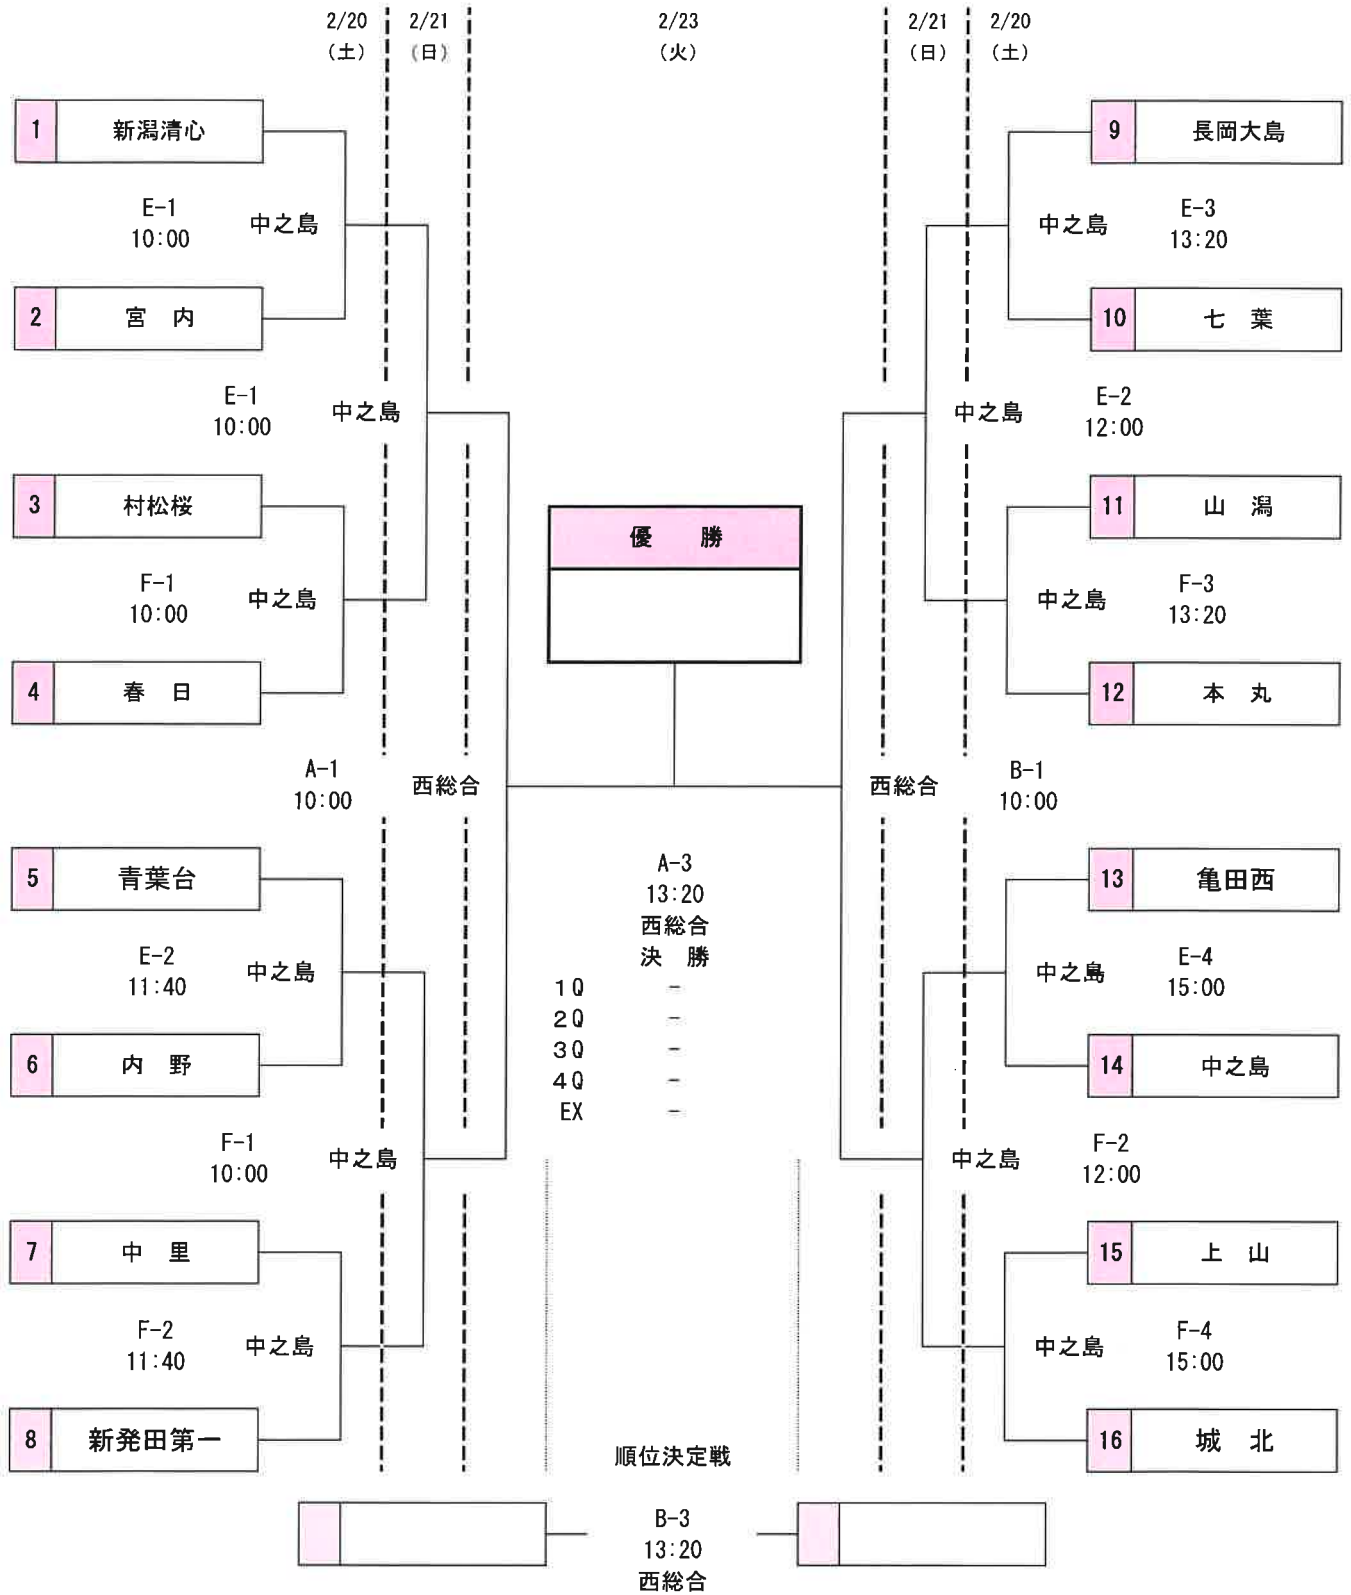 2/20 2/21 2/23 2/21 2/20
(土) (日) (火) (日) (土)
1 新潟清心
E-1
10:00
中之島
2 宮 内
E-1
10:00
中之島
3 村松桜
F-1
10:00
中之島
4 春 日
A-1
10:00
西総合
5 青葉台
E-2
11:40
中之島
6 内 野
F-1
10:00
中之島
7 中 里
F-2
11:40
中之島
8 新発田第一
優 勝
A-3
13:20
西総合
決 勝
1Q -
2Q -
3Q -
4Q -
EX -
9 長岡大島
中之島
E-3
13:20
10 七 葉
中之島
E-2
12:00
11 山 潟
中之島
F-3
13:20
12 本 丸
西総合
B-1
10:00
13 亀田西
中之島
E-4
15:00
14 中之島
中之島
F-2
12:00
15 上 山
中之島
F-4
15:00
16 城 北
順位決定戦
B-3
13:20
西総合